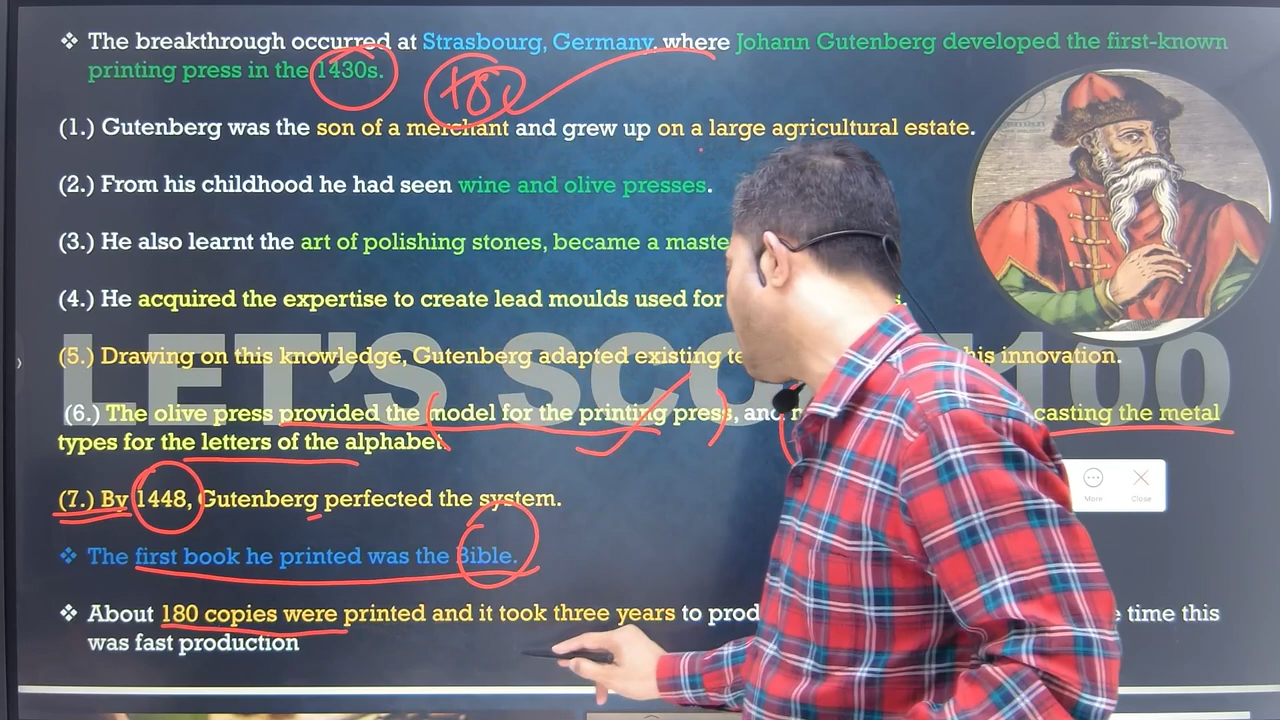 ❖ The breakthrough occurred at Strasbourg, Germany, where Johann Gutenberg developed the first-known
printing press in the 1430s.
180
(1.) Gutenberg was the son of a merchant and grew up on a large agricultural estate.
(2.) From his childhood he had seen wine and olive presses.
(3.) He also learnt the art of polishing stones, became a maste
(4.) He acquired the expertise to create lead moulds used for s.
LET'S SCO 100
(5.) Drawing on this knowledge, Gutenberg adapted existing te his innovation.
(6.) The olive press provided the model for the printing press, and casting the metal
types for the letters of the alphabet.
(7.) By 1448, Gutenberg perfected the system.
More Close
❖ The first book he printed was the Bible.
❖ About 180 copies were printed and it took three years to prod time this
was fast production